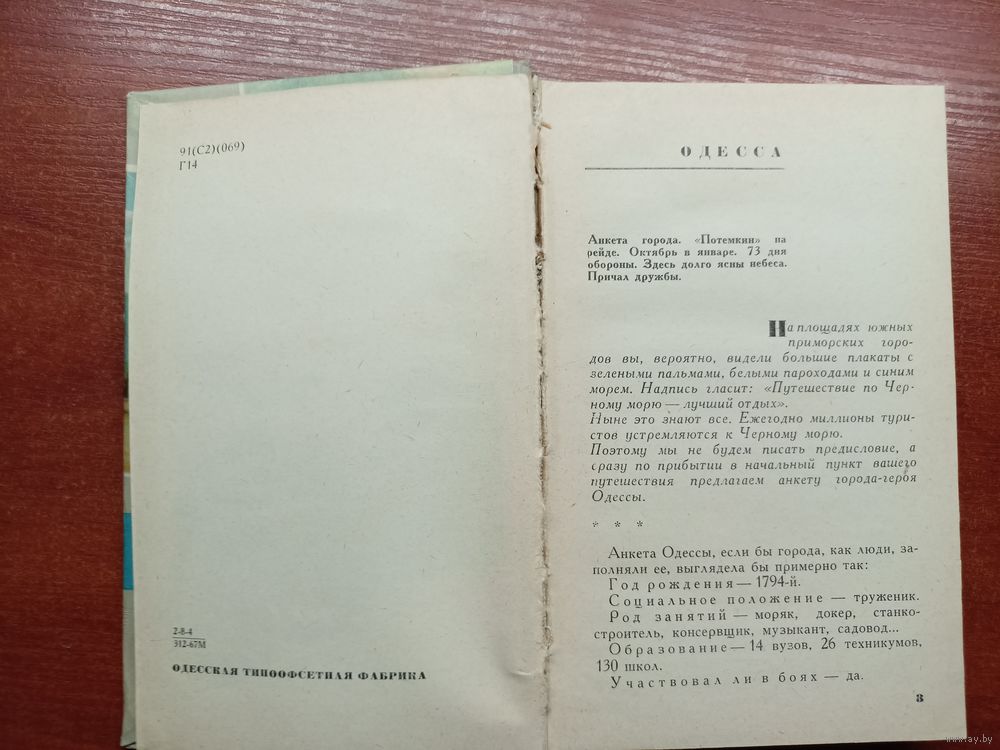 91(С2)(069)
Г14
2-8-4
312-67М
ОДЕССКАЯ ТИПООФСЕТНАЯ ФАБРИКА
ОДЕССА
Анкета города. «Потемкин» на
рейде. Октябрь в январе. 73 дня
обороны. Здесь долго ясны небеса.
Причал дружбы.
На площадях южных
приморских горо-
дов вы, вероятно, видели большие плакаты с
зелеными пальмами, белыми пароходами и синим
морем. Надпись гласит: «Путешествие по Чер-
ному морю — лучший отдых».
Ныне это знают все. Ежегодно миллионы тури-
стов устремляются к Черному морю.
Поэтому мы не будем писать предисловие, а
сразу по прибытии в начальный пункт вашего
путешествия предлагаем анкету города-героя
Одессы.
* * *
Анкета Одессы, если бы города, как люди, за-
полняли ее, выглядела бы примерно так:
Год рождения — 1794-й.
Социальное положение — труженик.
Род занятий — моряк, докер, станко-
строитель, консервщик, музыкант, садовод...
Образование — 14 вузов, 26 техникумов,
130 школ.
Участвовал ли в боях — да.
3
www.ay.by